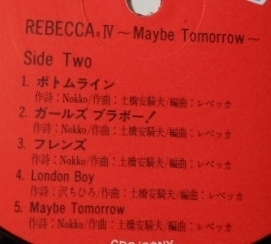 REBECCA. Ⅳ ～Maybe Tomorrow～
Side Two
1. ボトムライン
作詩：Nokko/作曲：土橋安騎夫/編曲：レベッカ
2. ガールズ ブラボー!
作詩：Nokko/作曲：土橋安騎夫/編曲：レベッカ
3. フレンズ
作詩：Nokko/作曲：土橋安騎夫/編曲：レベッカ
4. London Boy
作詩：沢ちひろ/作曲：土橋安騎夫/編曲：レベッカ
5. Maybe Tomorrow
作詩：Nokko/作曲：土橋安騎夫/編曲：レベッカ